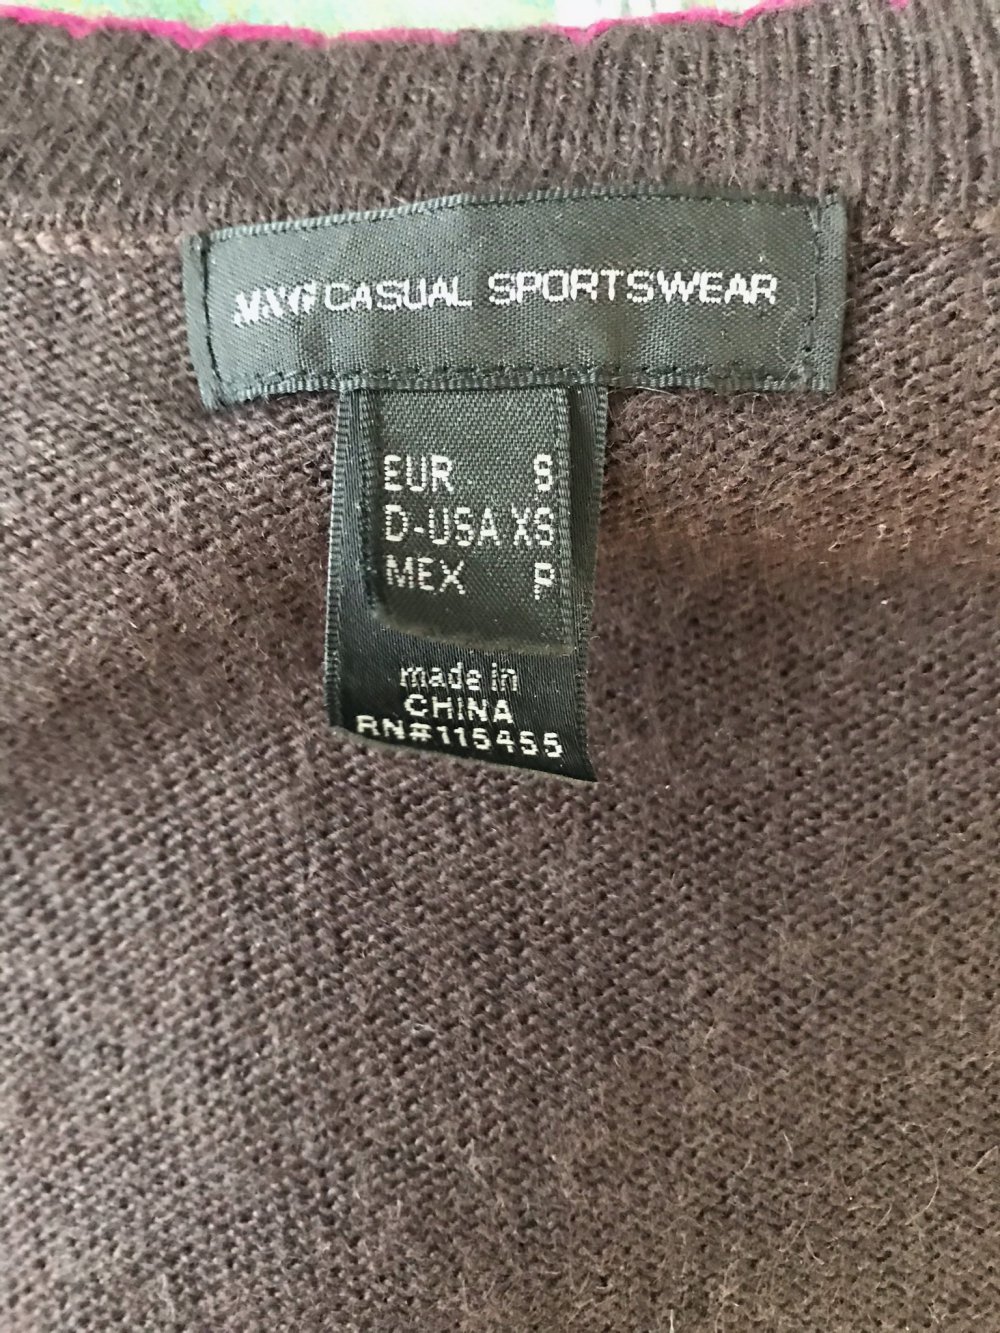 MNG CASUAL SPORTSWEAR
EUR S
D-USA XS
MEX P
made in
CHINA
RN#115455